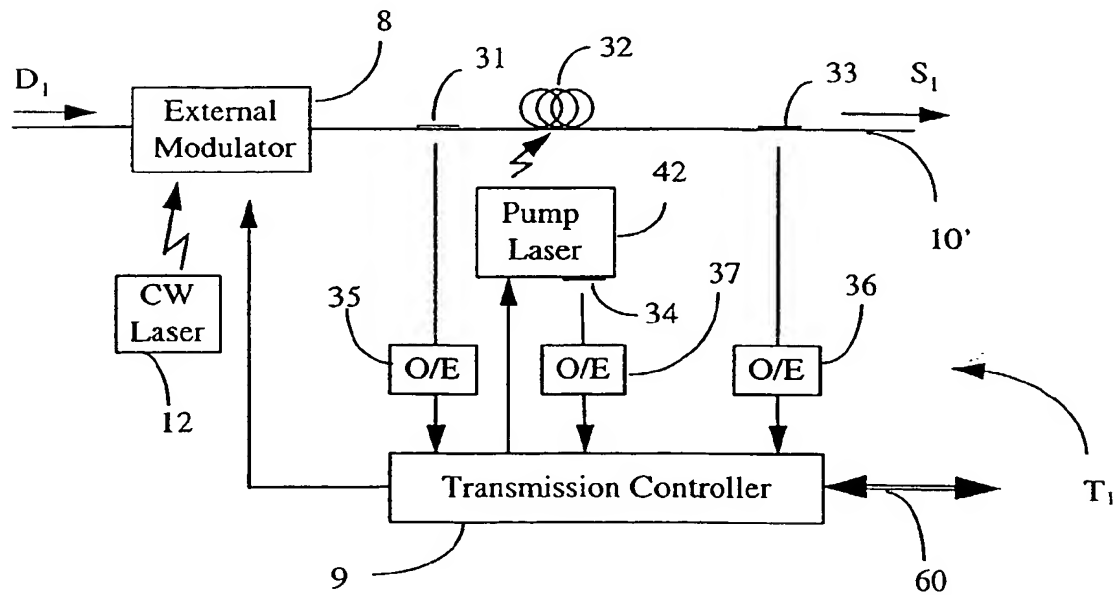 8
31
32
33
D1
S1
External
Modulator
42
Pump
Laser
10’
CW
Laser
35
34
37
36
O/E
O/E
O/E
12
Transmission Controller
T1
9
60